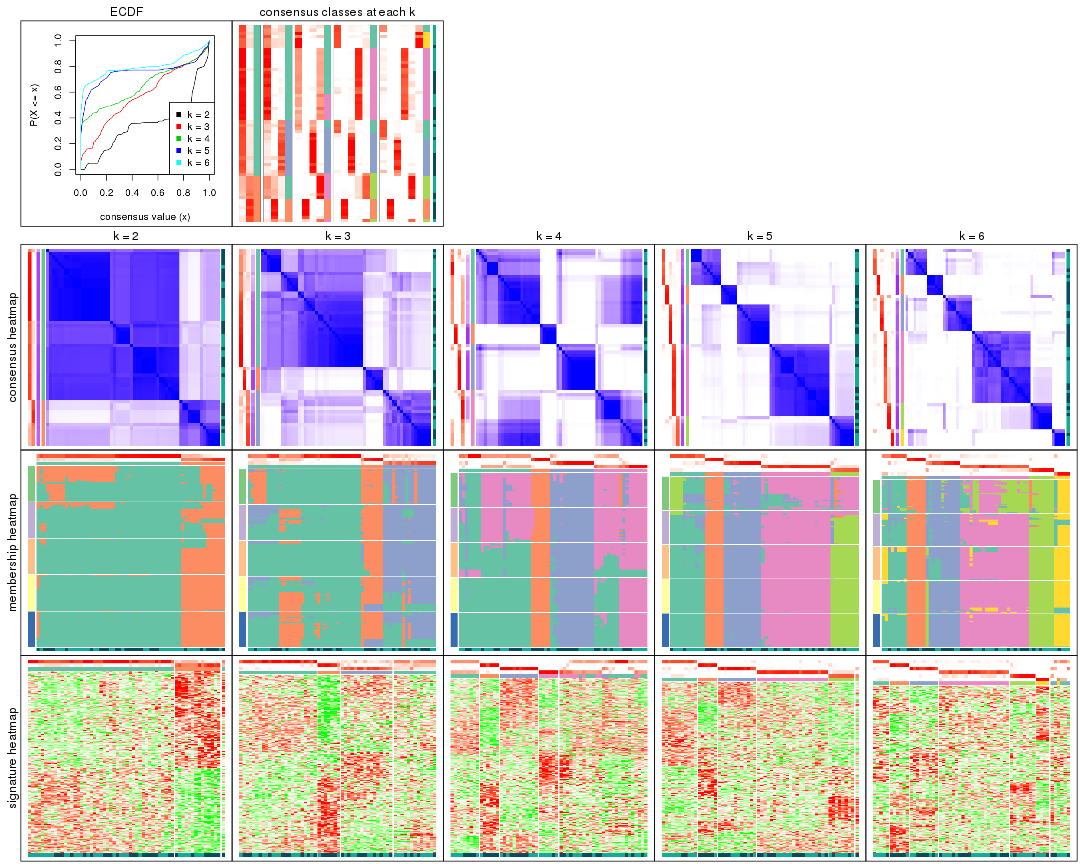 ECDF
consensus classes at each k
P(X <= x)
1.0
0.8
0.6
0.4
0.2
0.0
k = 2
k = 3
k = 4
k = 5
k = 6
0.0 0.2 0.4 0.6 0.8 1.0
consensus value (x)
k = 2
k = 3
k = 4
k = 5
k = 6
consensus heatmap
membership heatmap
signature heatmap